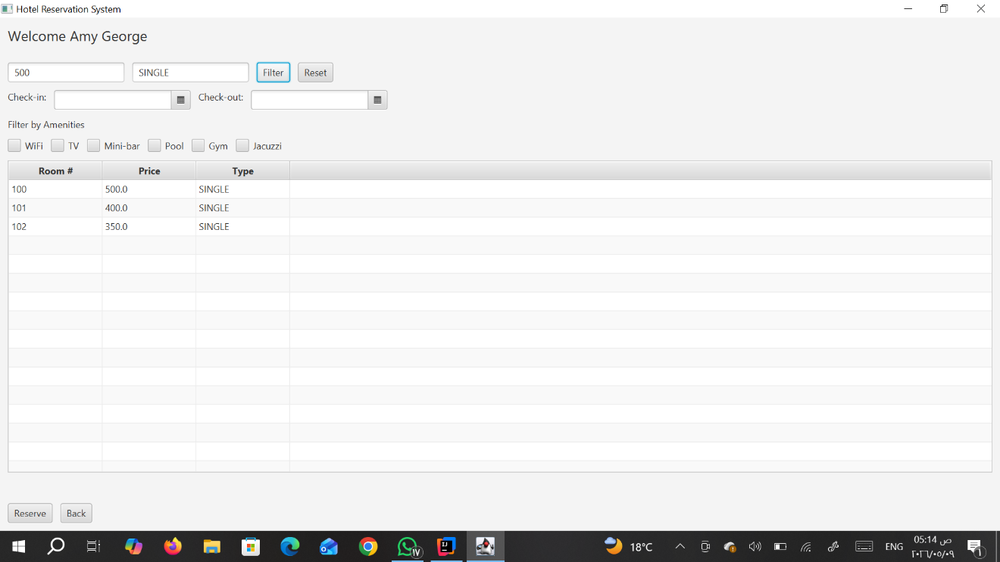 Hotel Reservation System
Welcome Amy George
500 SINGLE Filter Reset
Check-in: Check-out:
Filter by Amenities
WiFi TV Mini-bar Pool Gym Jacuzzi
Room # Price Type
100 500.0 SINGLE
101 400.0 SINGLE
102 350.0 SINGLE
Reserve Back
IV
IJ
18°C
ENG
05:14 ص
٢٠٢٦/٠٥/٠٩
1